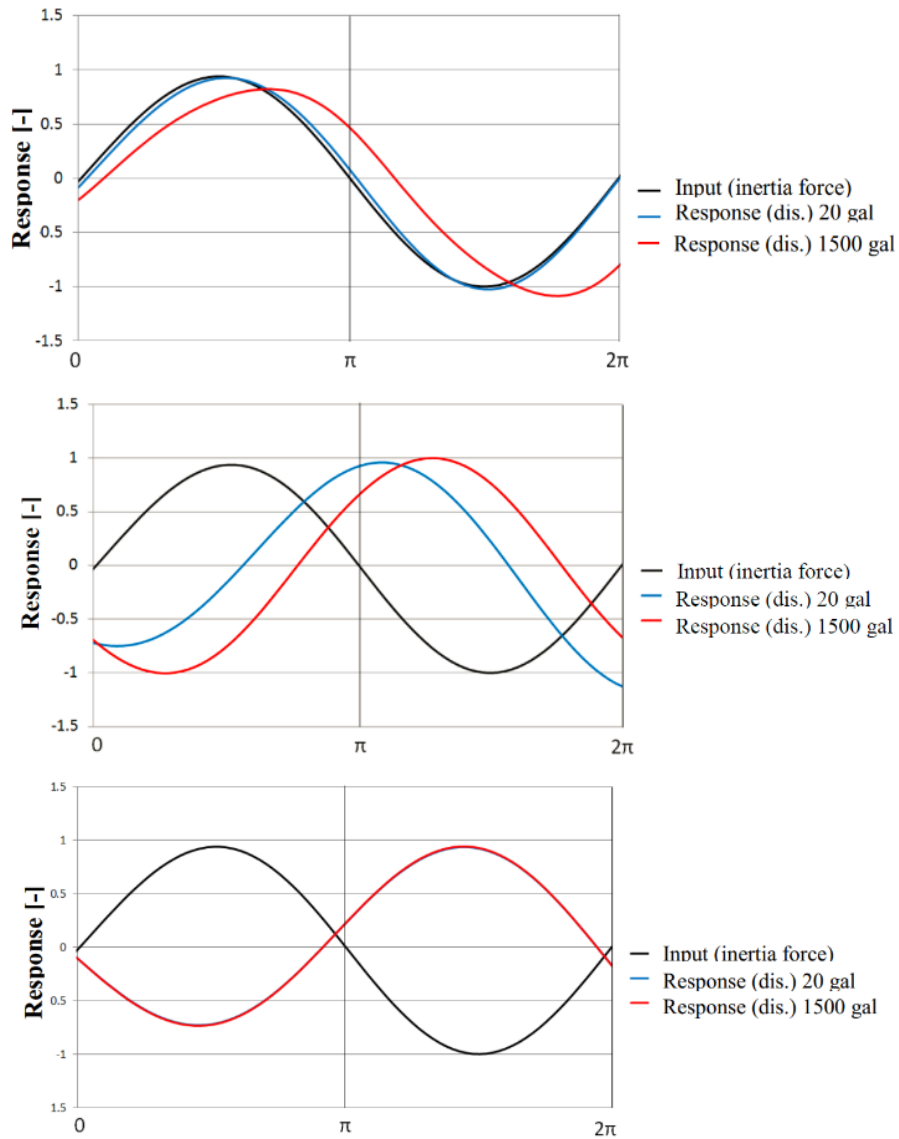 1.5
1
0.5
0
0.5
-1
-1.5
0
π
2π
Response [-]
Input (inertia force)
Response (dis.) 20 gal
Response (dis.) 1500 gal
1.5
1
0.5
0
-0.5
-1
-1.5
0
π
2π
Response [-]
Input (inertia force)
Response (dis.) 20 gal
Response (dis.) 1500 gal
1.5
1
0.5
0
0.5
-1
1.5
0
π
2π
Response [-]
Input (inertia force)
Response (dis.) 20 gal
Response (dis.) 1500 gal